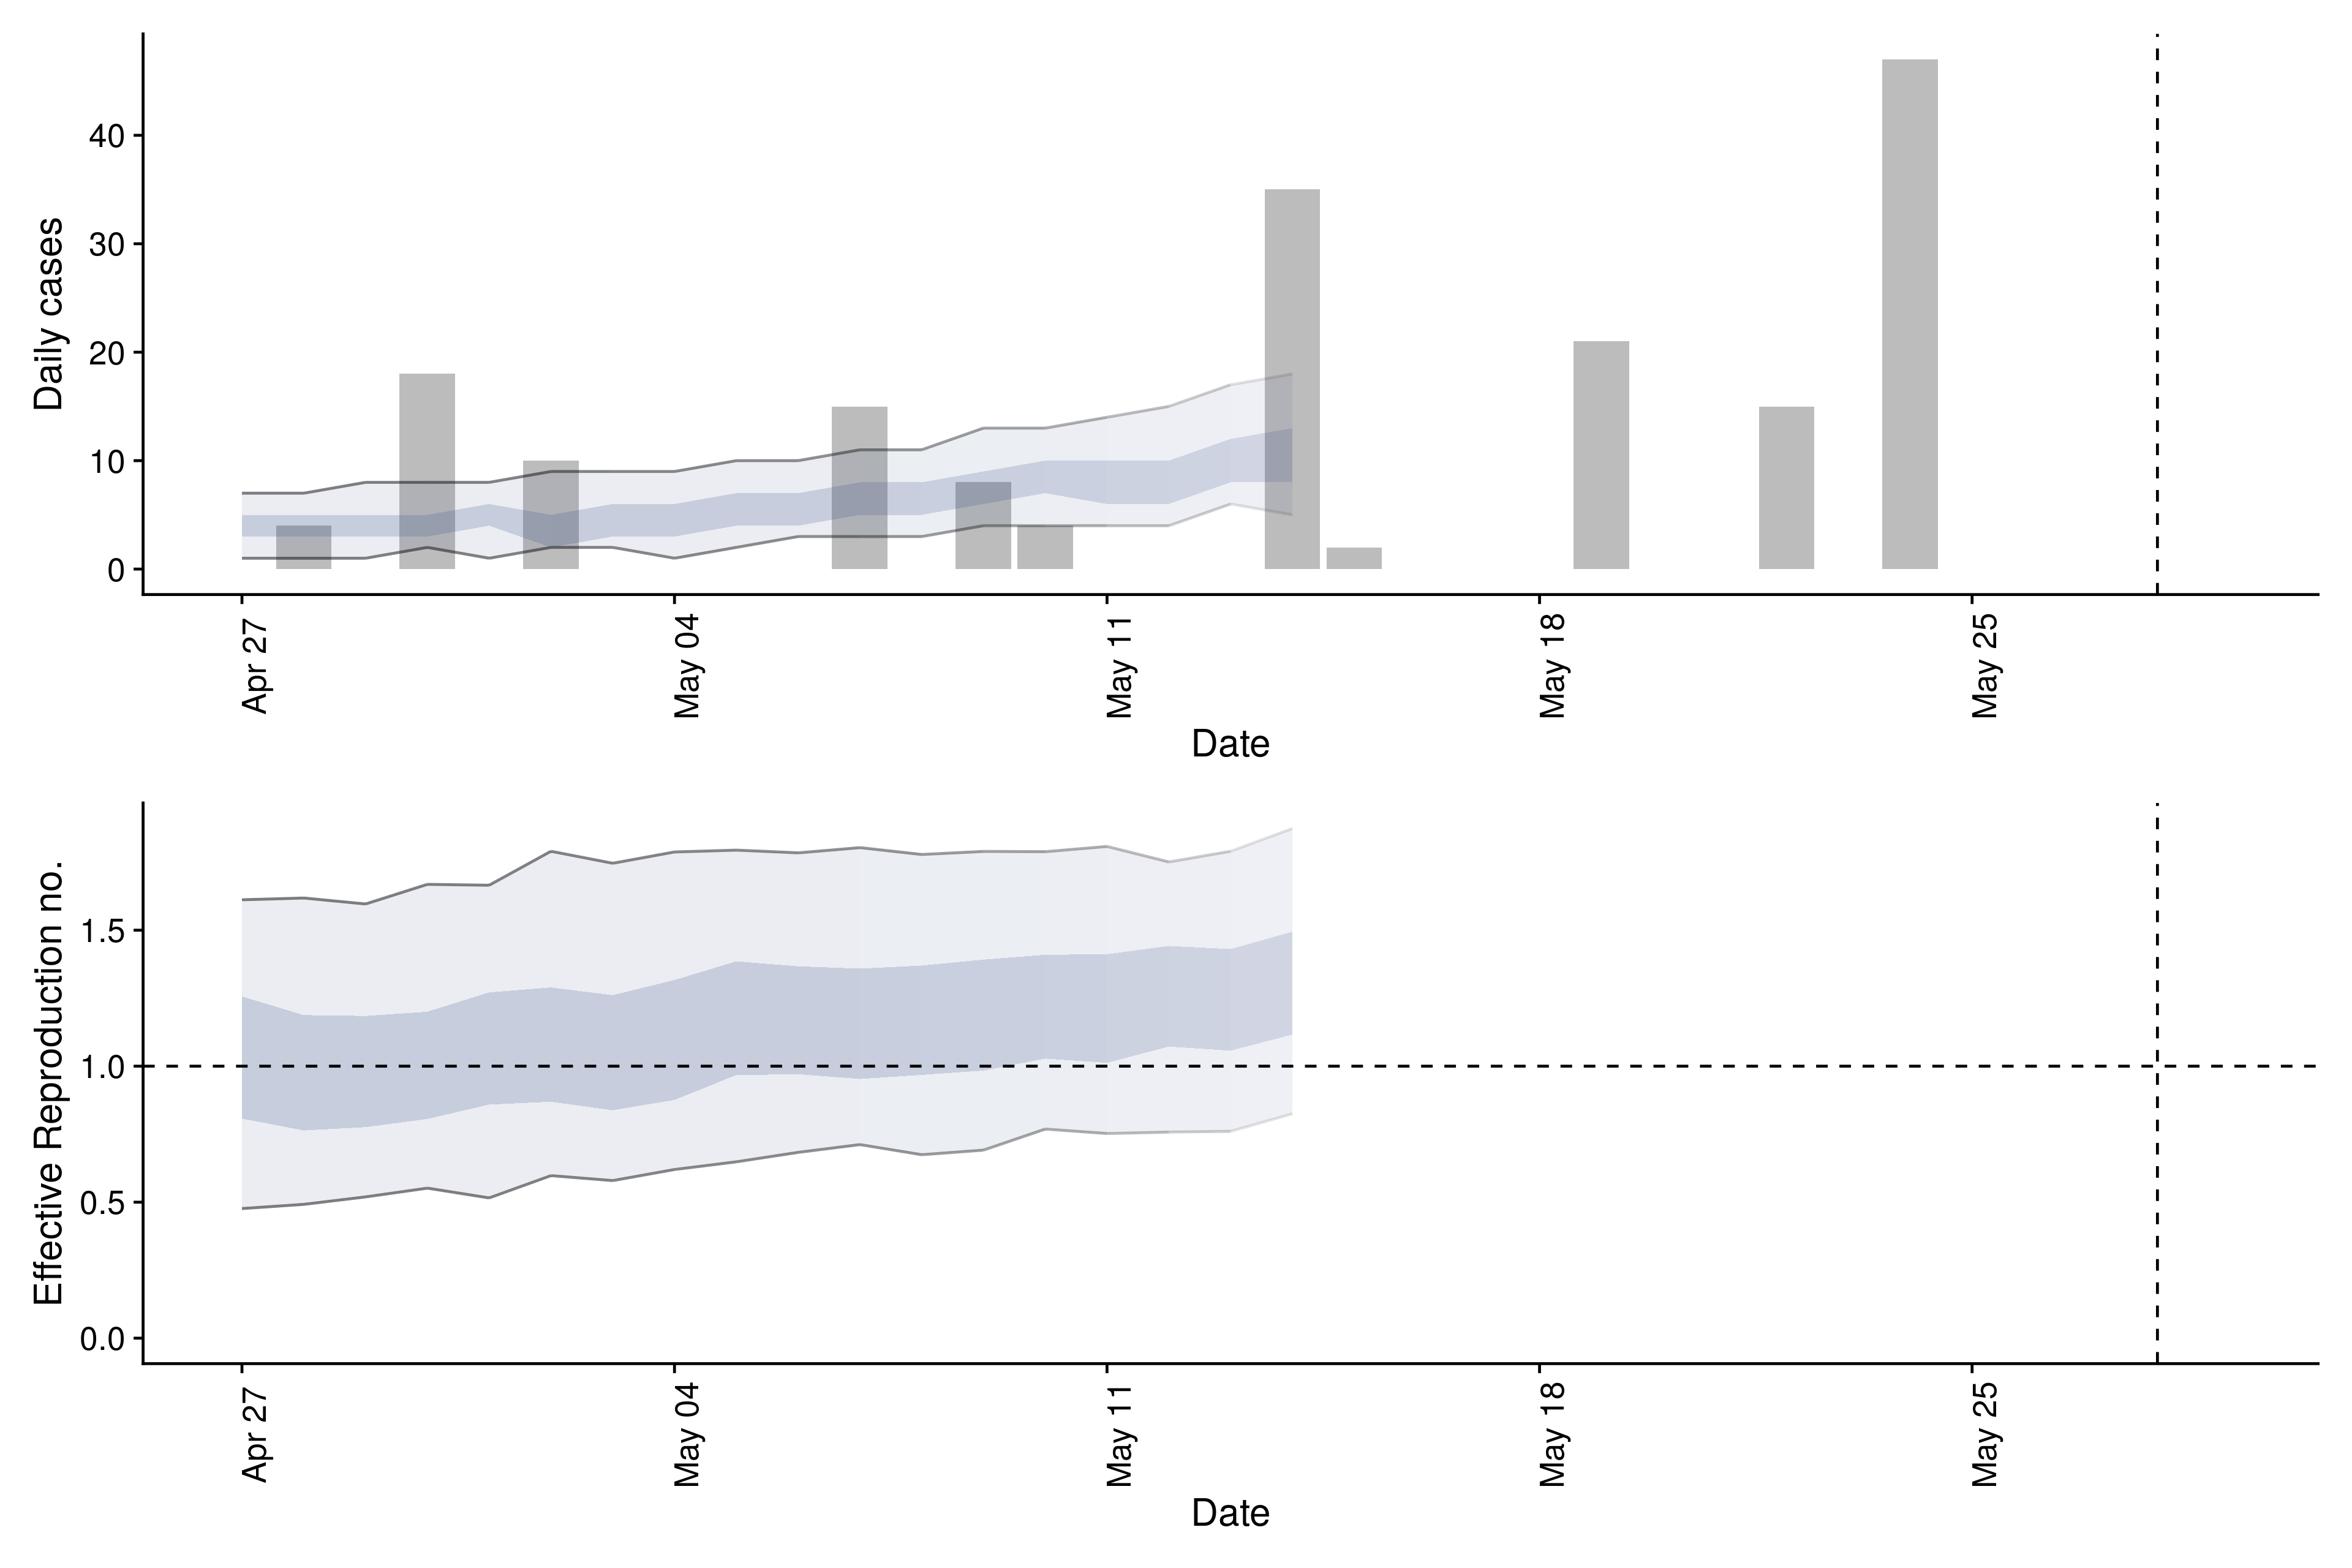 Daily cases
40
30
20
10
0
Apr 27
May 04
May 11
May 18
May 25
Date
Effective Reproduction no.
1.5
1.0
0.5
0.0
Apr 27
May 04
May 11
May 18
May 25
Date